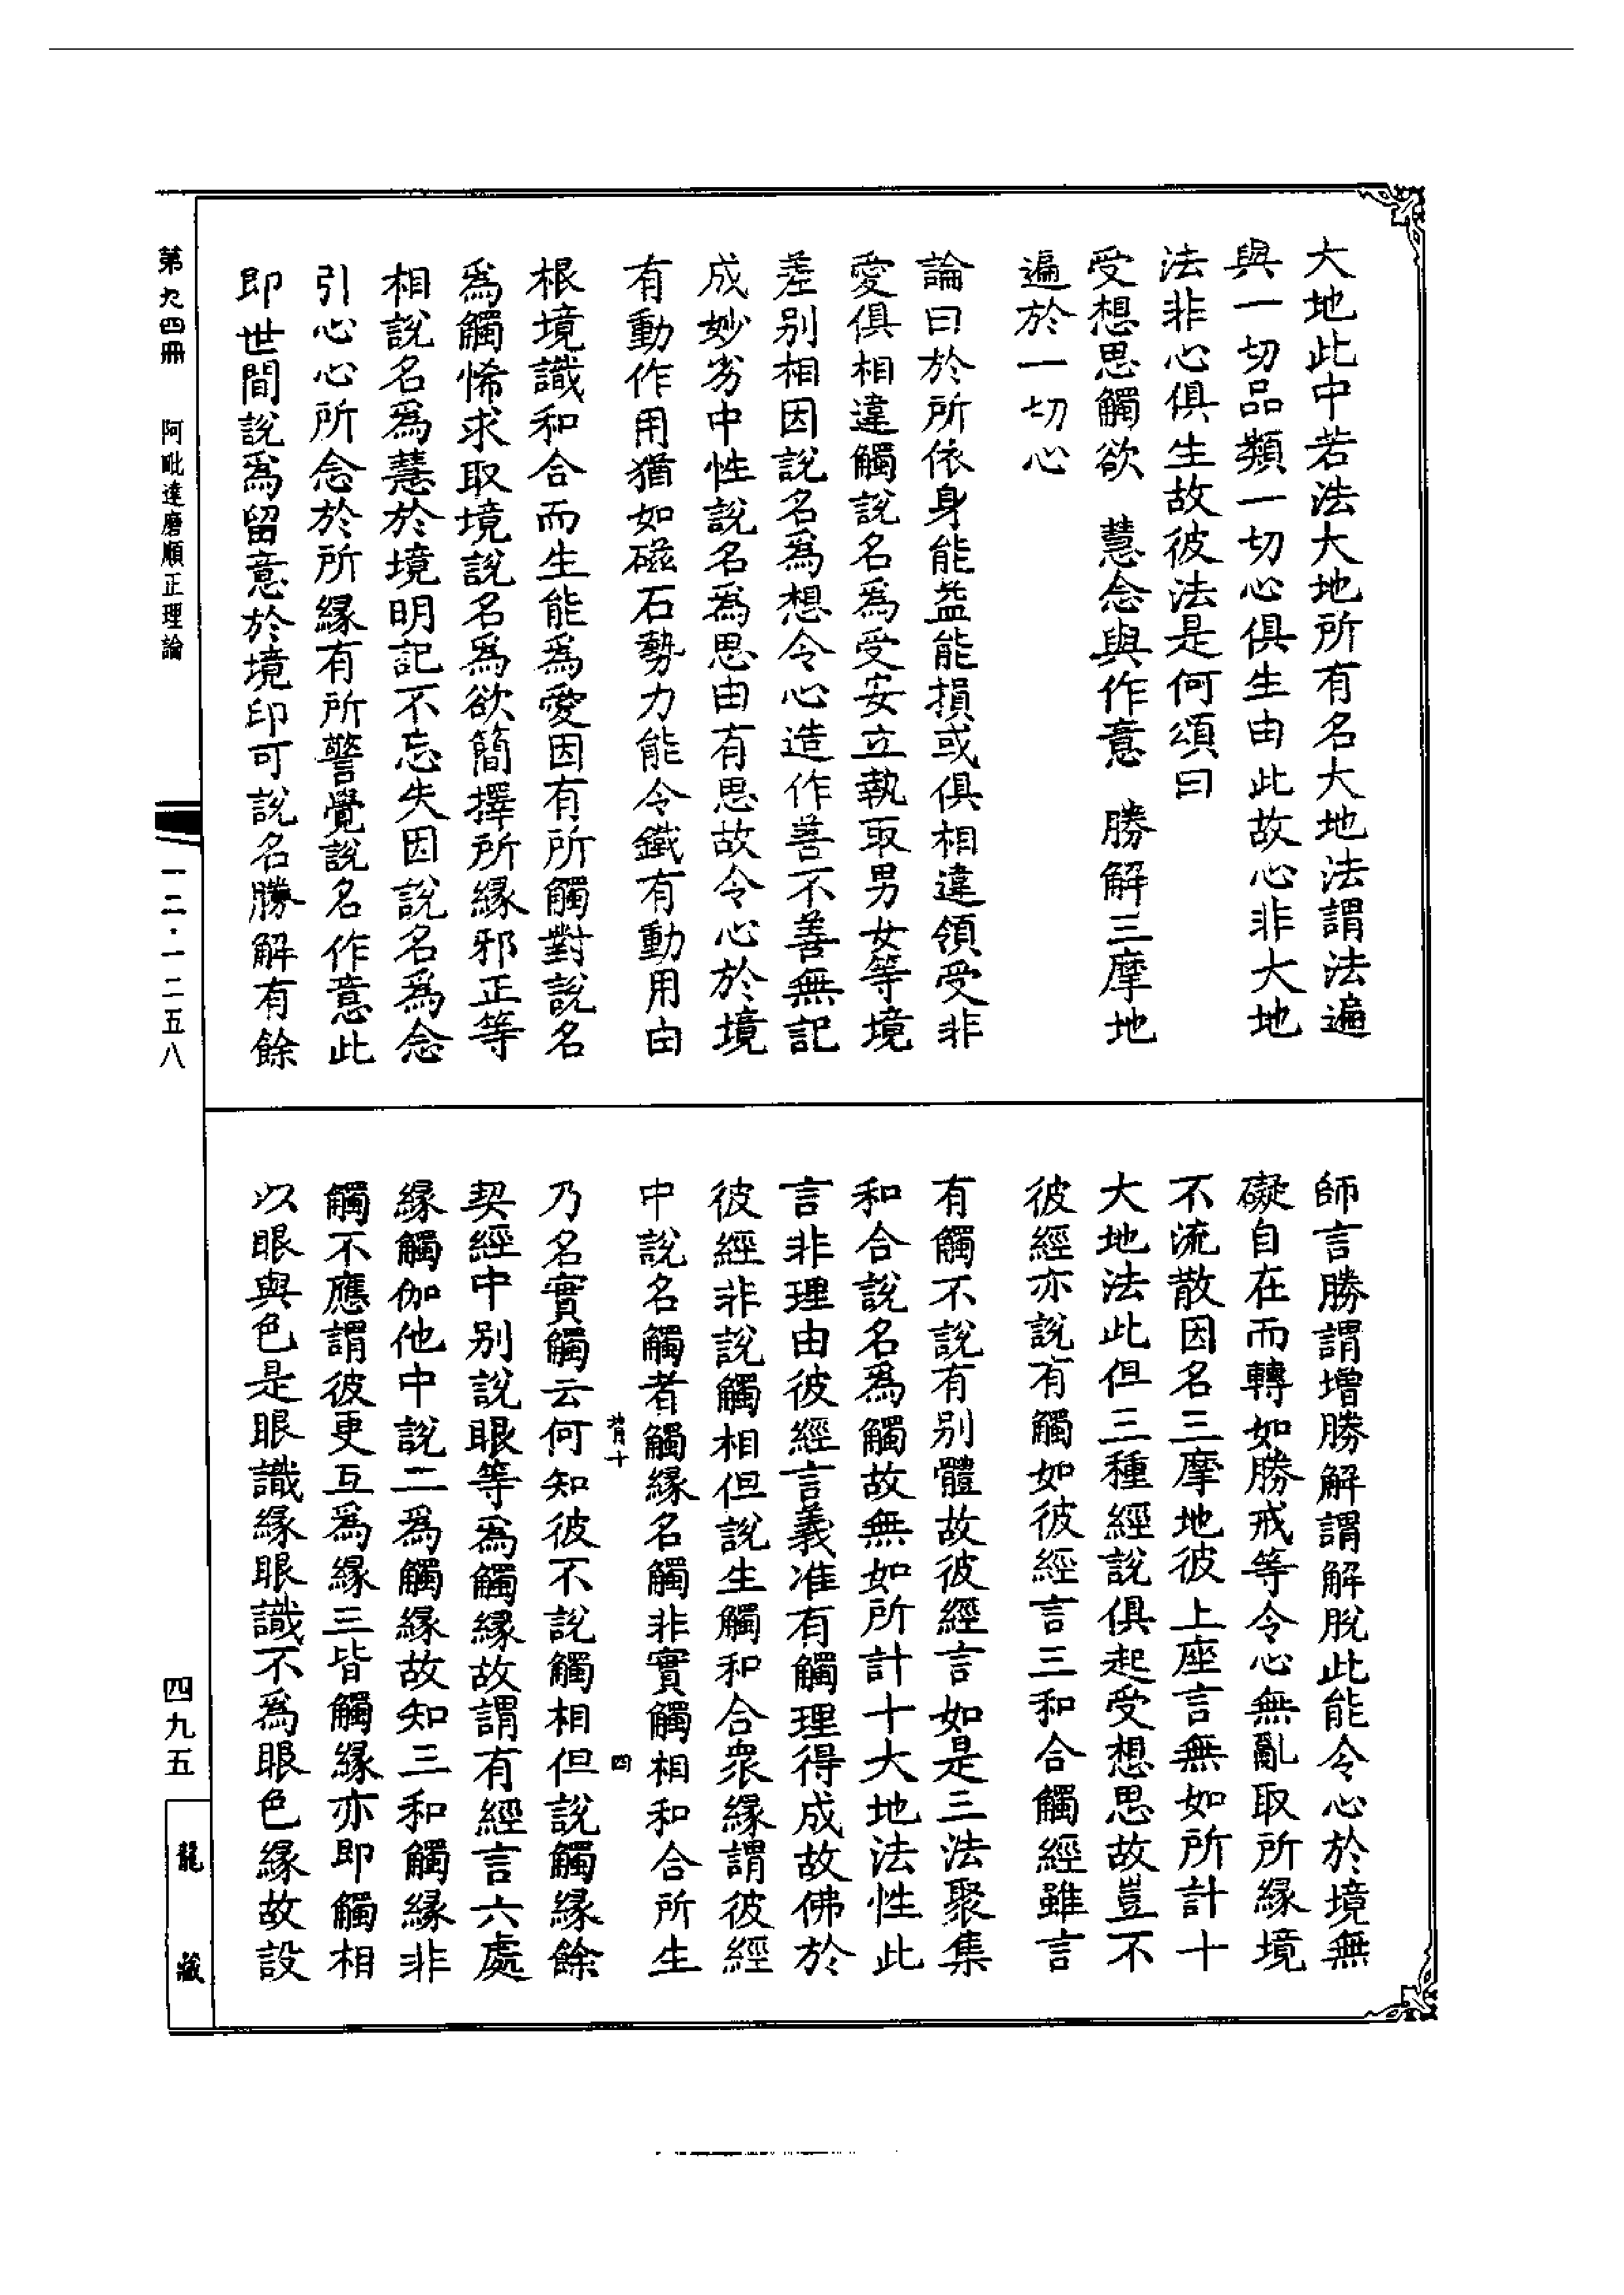 大地此中若法大地所有名大地法謂法遍
與一切品類一切心俱生由此故心非大地
法非心俱生故彼法是何頌曰
受想思觸欲　慧念與作意　勝解三摩地
遍於一切心
論曰於所依身能益能損或俱相違領受非
愛俱相違觸說名為受安立執取男女等境
差别相因說名為想令心造作善不善無記
成妙劣中性說名為思由有思故令心於境
有動作用猶如磁石勢力能令鐵有動用由
根境識和合而生能為愛因有所觸對說名
為觸悕求取境說名為欲簡擇所緣邪正等
相說名為慧於境明記不忘失因說名為念
引心心所念於所緣有所警覺說名作意此
即世間說為留意於境印可說名勝解有餘
師言勝謂增勝解謂解脫此能令心於境無
礙自在而轉如勝戒等令心無亂取所緣境
不流散因名三摩地彼上座言無如所計十
大地法此但三種經說俱起受想思故豈不
彼經亦說有觸如彼經言三和合觸經雖言
有觸不說有别體故彼經言如是三法聚集
和合說名為觸故無如所計十大地法性此
言非理由彼經言義准有觸理得成故佛於
彼經非說觸相但說生觸和合眾緣謂彼經
中說名觸者觸緣名觸非實觸相和合所生
十
四
乃名實觸云何知彼不說觸相但說觸緣餘
契經中别說眼等為觸緣故謂有經言六處
緣觸伽他中說二為觸緣故知三和觸緣非
觸不應謂彼更互為緣三皆觸緣亦即觸相
以眼與色是眼識緣眼識不為眼色緣故設
第九四冊　阿毗達磨順正理論
一二·一二五八
四九五
龍藏